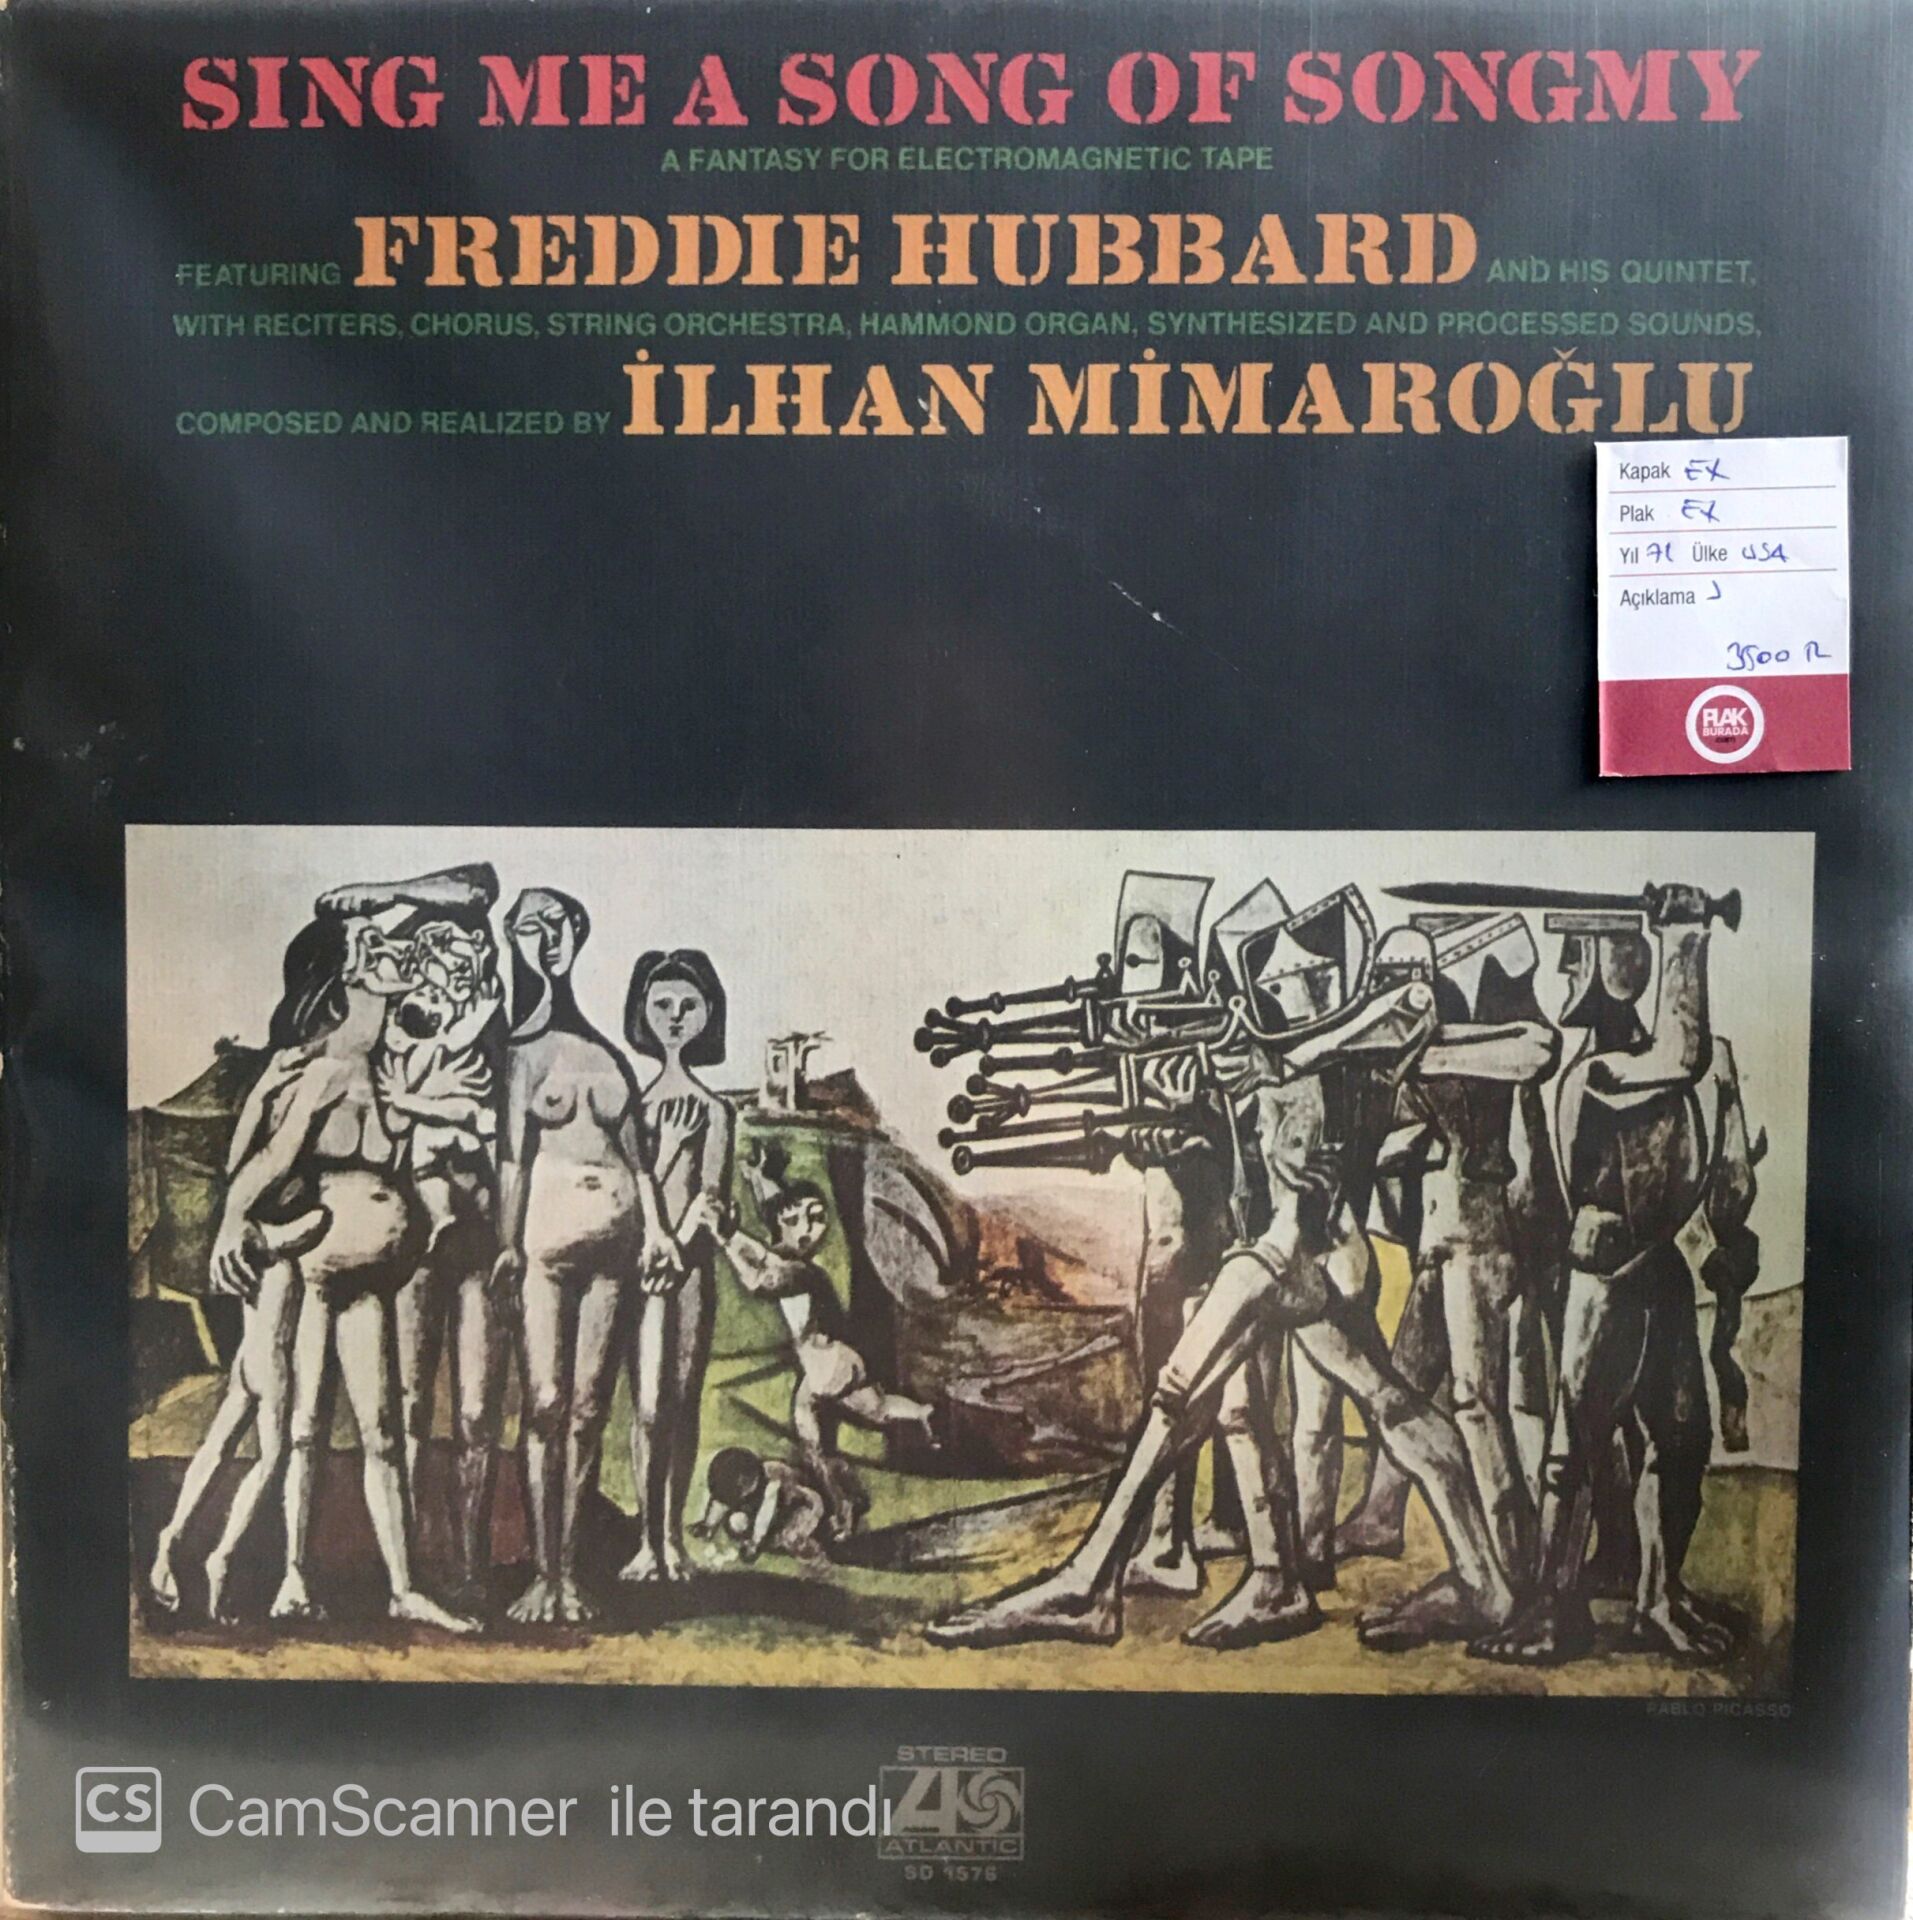 SING ME A SONG OF SONGMY
A FANTASY FOR ELECTROMAGNETIC TAPE
FEATURING FREDDIE HUBBARD AND HIS QUINTET,
WITH RECITERS, CHORUS, STRING ORCHESTRA, HAMMOND ORGAN, SYNTHESIZED AND PROCESSED SOUNDS,
COMPOSED AND REALIZED BY İLHAN MİMAROĞLU
Kapak EX
Plak EX
Yıl 71 Ülke USA
Açıklama
3500 TL
PLAK
BURADA
PABLO PICASSO
STEREO
CS CamScanner ile tarandı
ATLANTIC
SD 1576